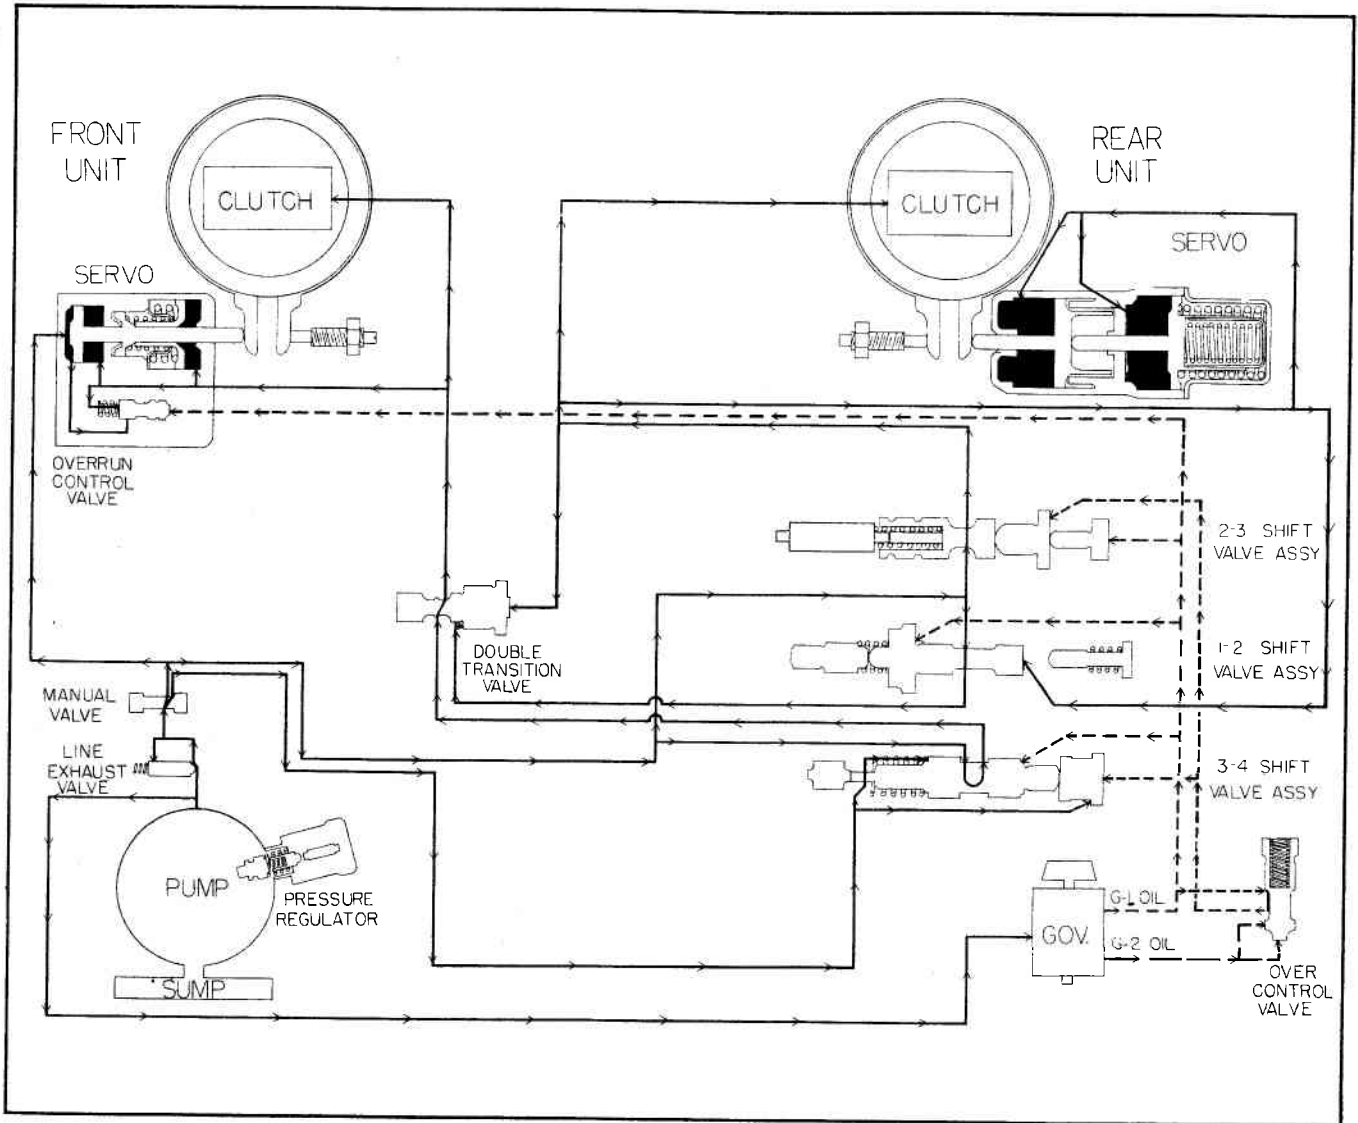 FRONT
UNIT
CLUTCH
SERVO
OVERRUN
CONTROL
VALVE
REAR
UNIT
CLUTCH
SERVO
2-3 SHIFT
VALVE ASSY
1-2 SHIFT
VALVE ASSY
3-4 SHIFT
VALVE ASSY
DOUBLE
TRANSITION
VALVE
MANUAL
VALVE
LINE
EXHAUST
VALVE
PUMP
PRESSURE
REGULATOR
SUMP
GOV.
G-1 OIL
G-2 OIL
OVER
CONTROL
VALVE